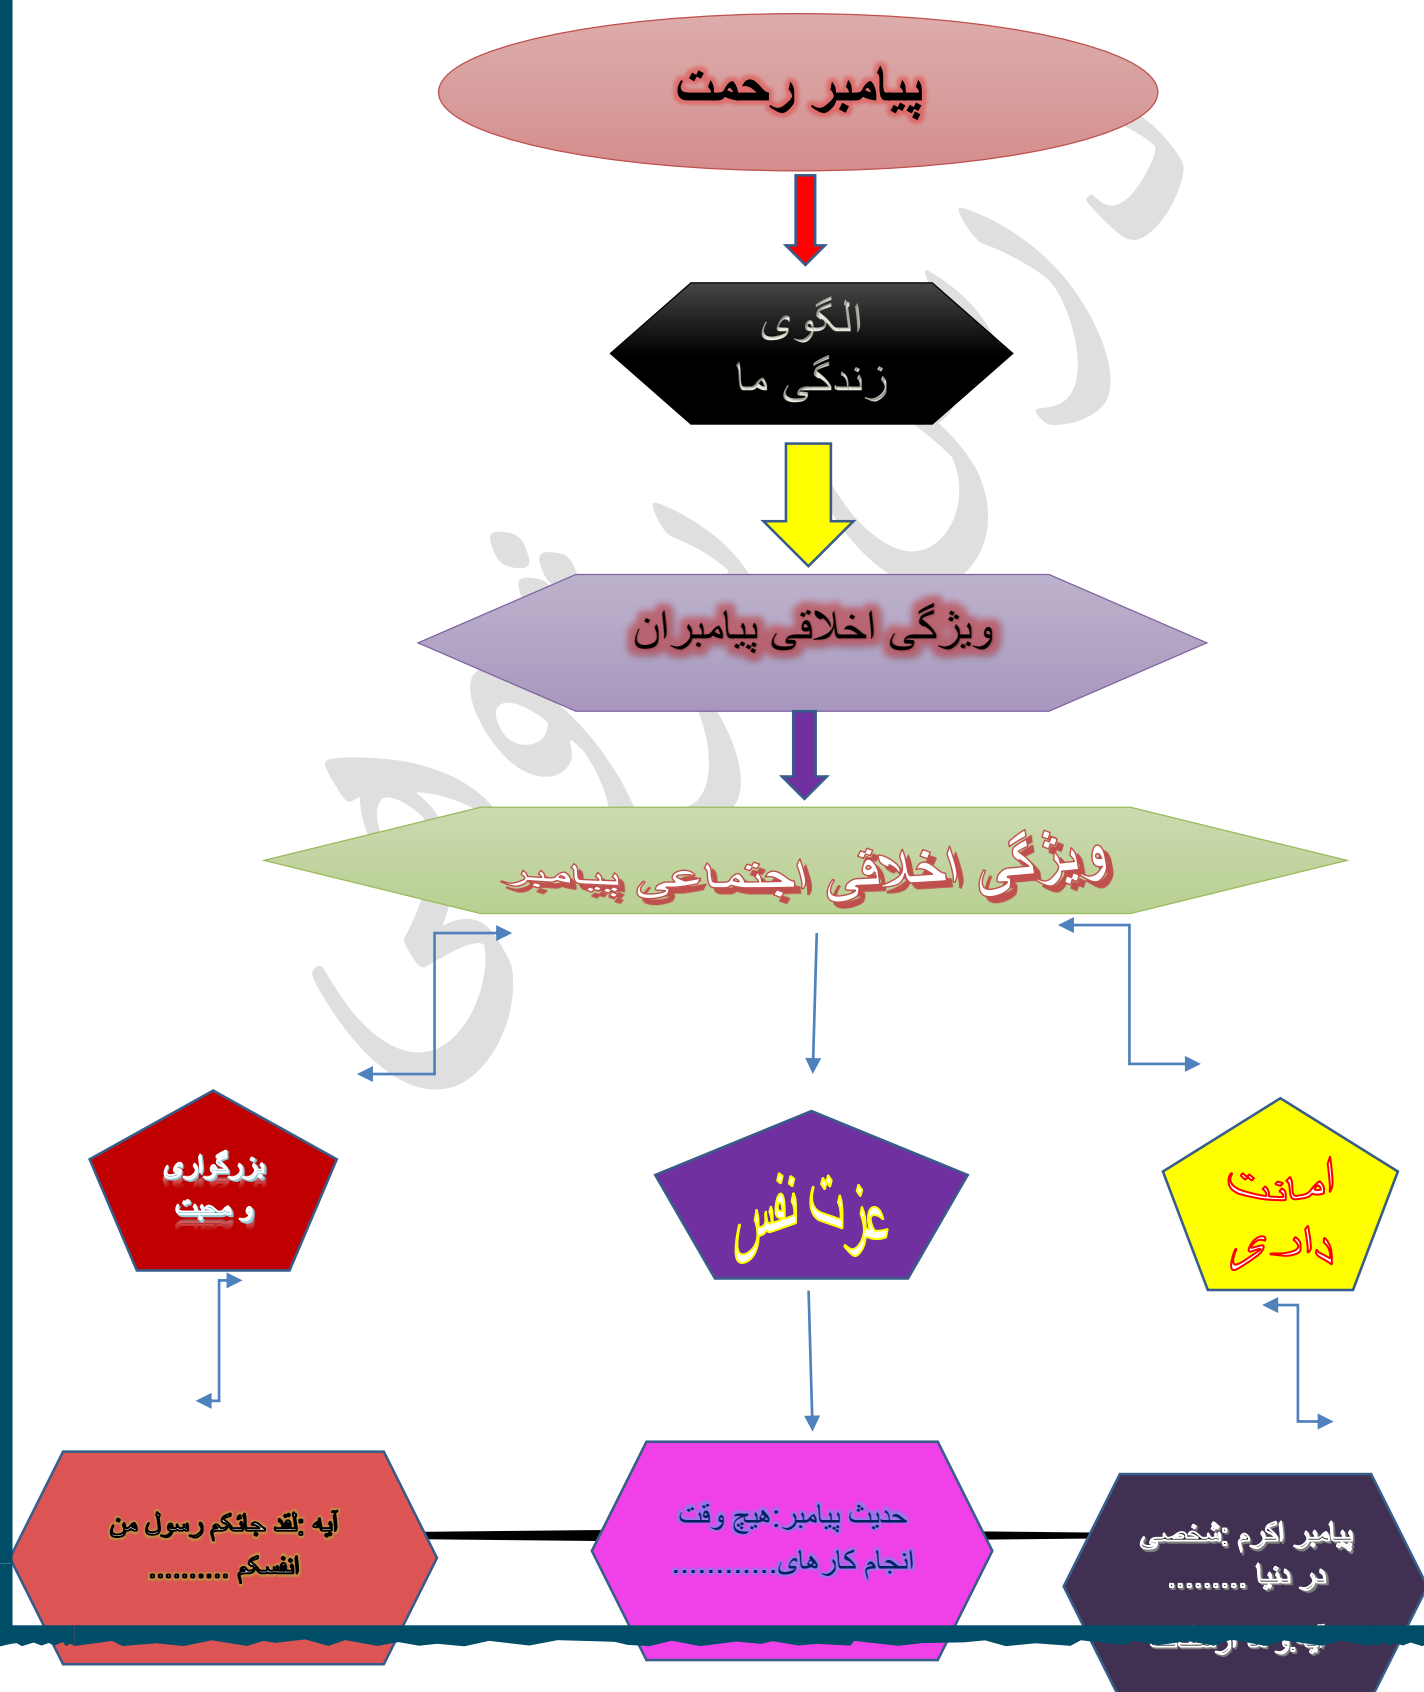 پیامبر رحمت
الگوی
زندگی ما
ویژگی اخلاقی پیامبران
ویژگی اخلاقی اجتماعی پیامبر
امانت
داری
عزت نفس
بزرگواری
و محبت
پیامبر اکرم :شخصی
در دنیا .........
حدیث پیامبر:هیچ وقت
انجام کارهای............
آیه :لقد جائکم رسول من
انفسکم ..........